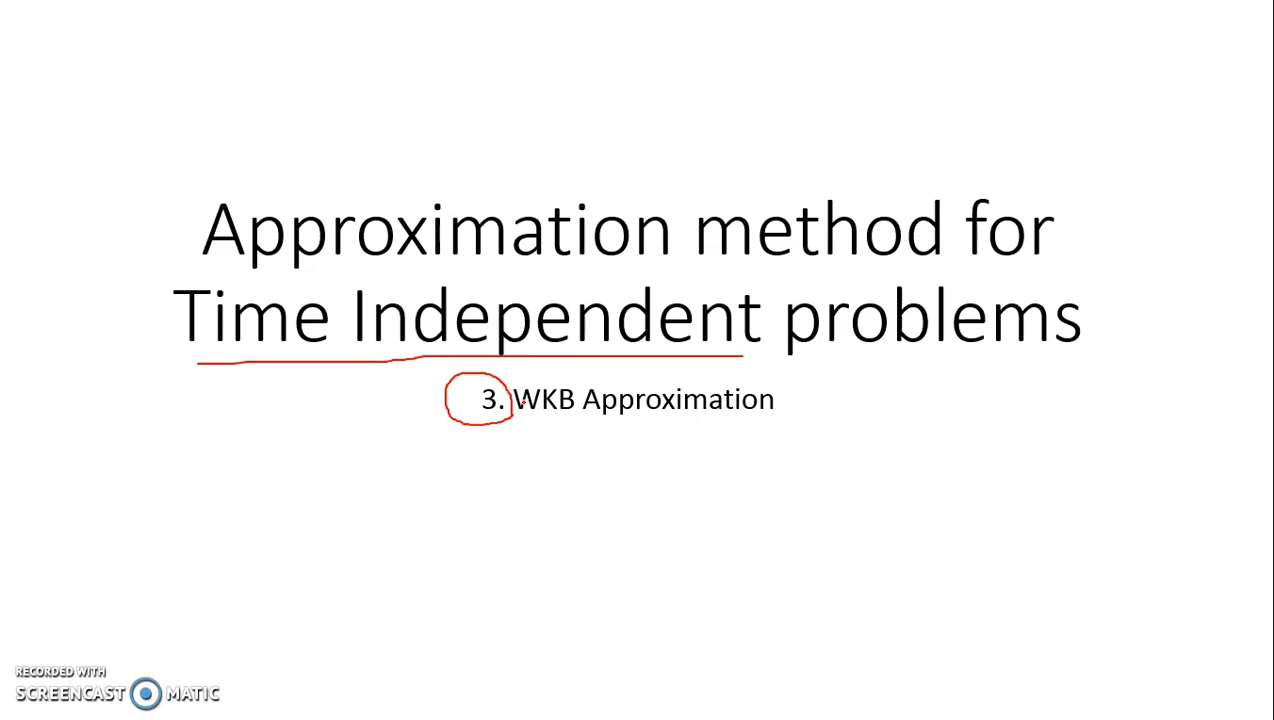 Approximation method for
Time Independent problems
3. WKB Approximation
RECORDED WITH
SCREENCAST MATIC